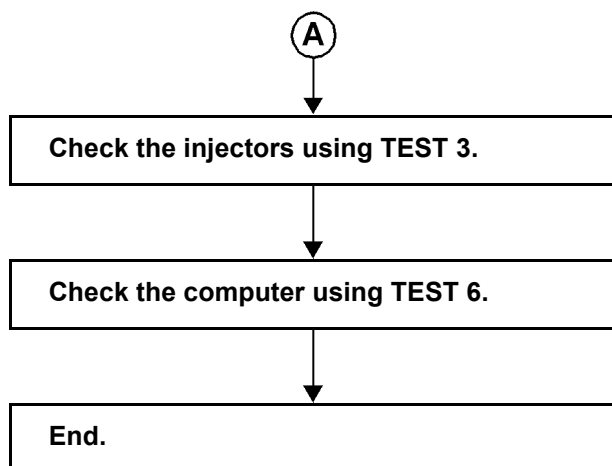 A
Check the injectors using TEST 3.
Check the computer using TEST 6.
End.